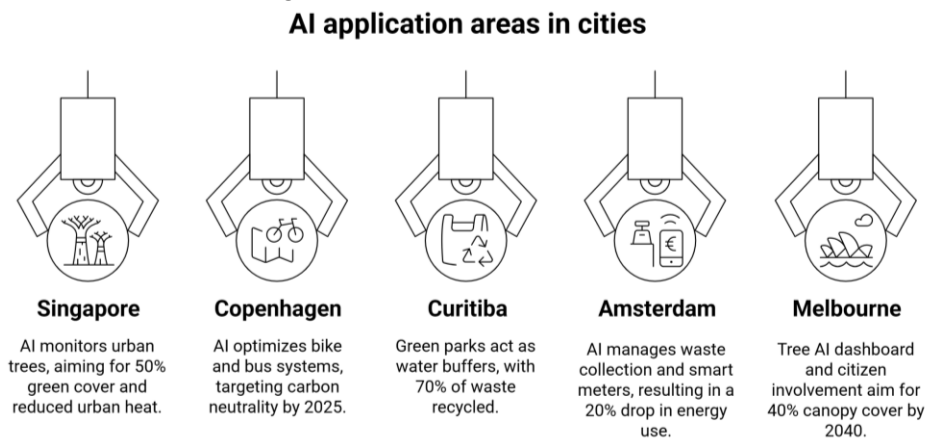 AI application areas in cities
Singapore
AI monitors urban
trees, aiming for 50%
green cover and
reduced urban heat.
Copenhagen
AI optimizes bike
and bus systems,
targeting carbon
neutrality by 2025.
Curitiba
Green parks act as
water buffers, with
70% of waste
recycled.
Amsterdam
AI manages waste
collection and smart
meters, resulting in a
20% drop in energy
use.
Melbourne
Tree AI dashboard
and citizen
involvement aim for
40% canopy cover by
2040.
€